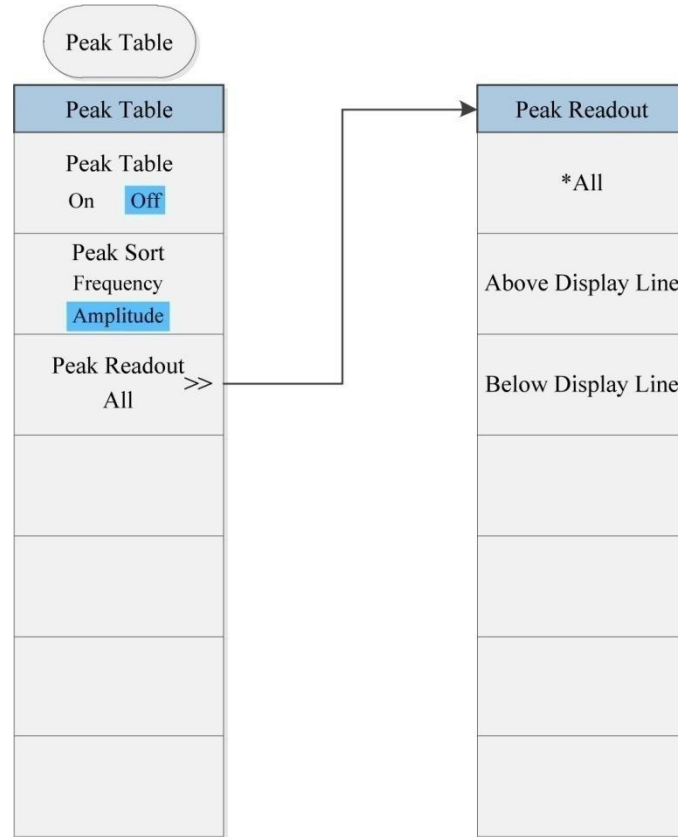 Peak Table
Peak Table
Peak Table
On Off
Peak Sort
Frequency
Amplitude
Peak Readout
>>
All
Peak Readout
*All
Above Display Line
Below Display Line